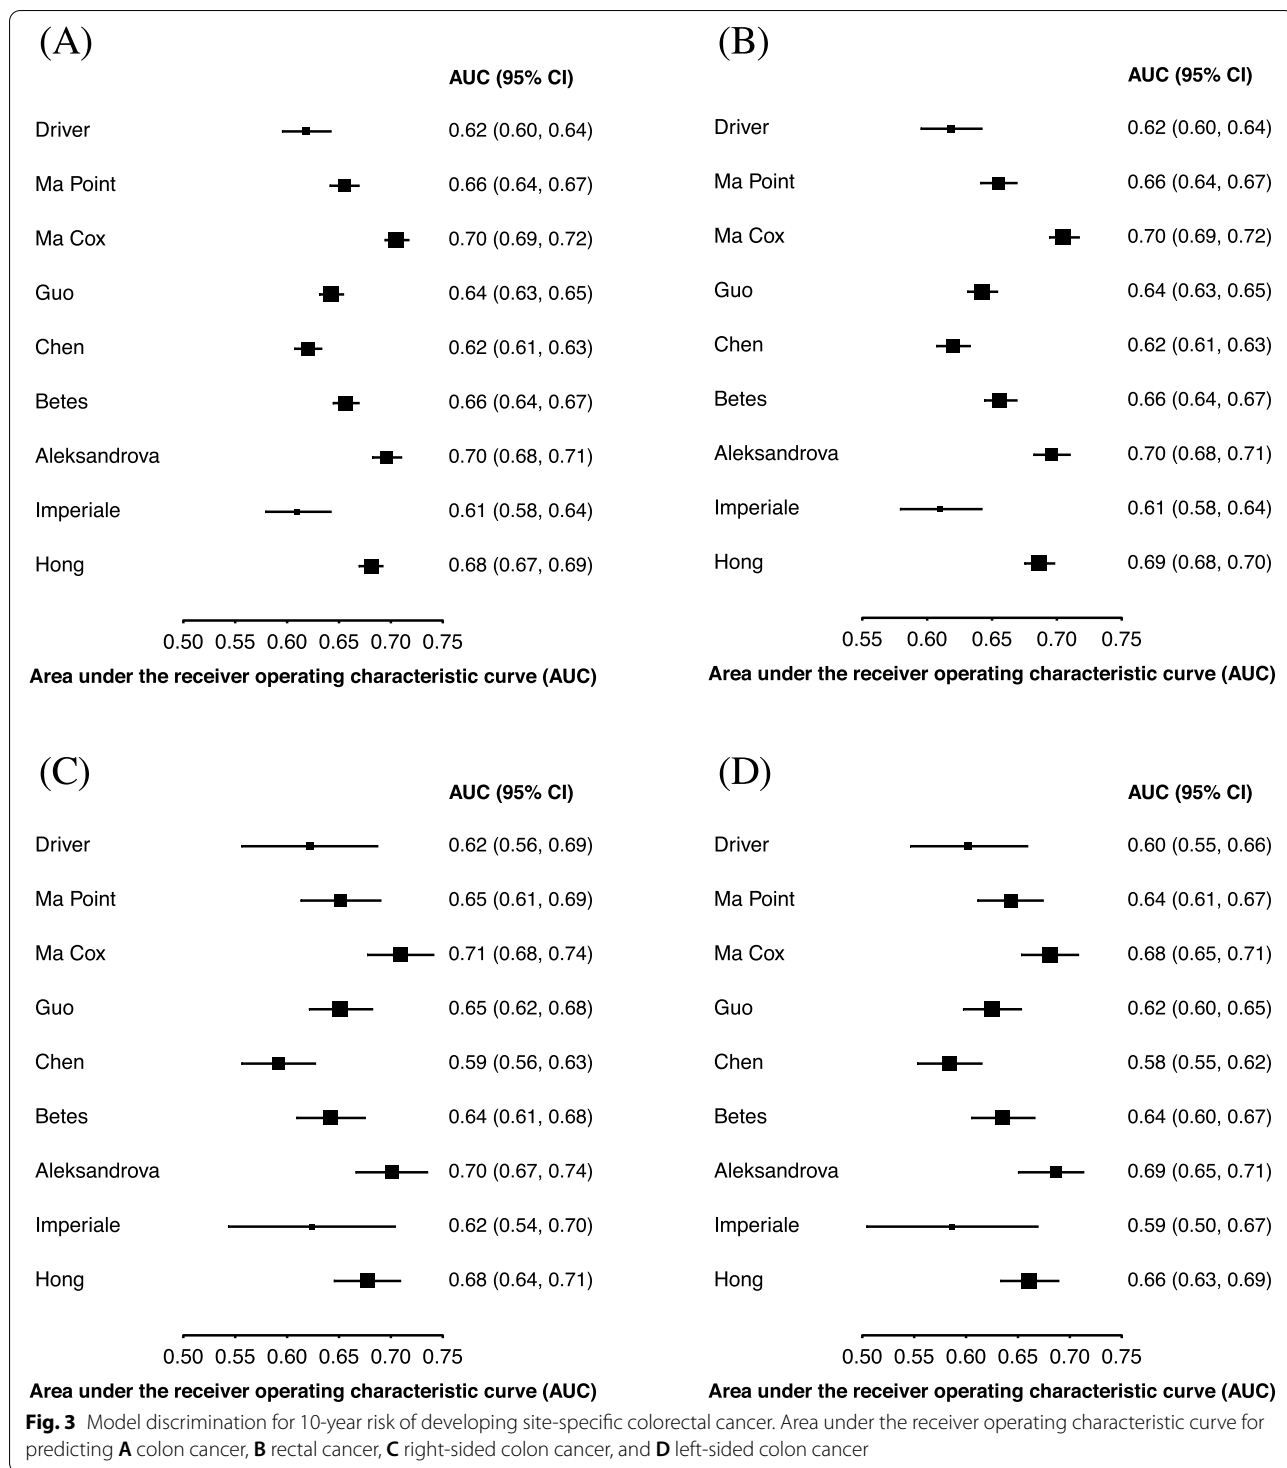 (A)
AUC (95% CI)
Driver 0.62 (0.60, 0.64)
Ma Point 0.66 (0.64, 0.67)
Ma Cox 0.70 (0.69, 0.72)
Guo 0.64 (0.63, 0.65)
Chen 0.62 (0.61, 0.63)
Betes 0.66 (0.64, 0.67)
Aleksandrova 0.70 (0.68, 0.71)
Imperiale 0.61 (0.58, 0.64)
Hong 0.68 (0.67, 0.69)
0.50 0.55 0.60 0.65 0.70 0.75
Area under the receiver operating characteristic curve (AUC)
(B)
AUC (95% CI)
Driver 0.62 (0.60, 0.64)
Ma Point 0.66 (0.64, 0.67)
Ma Cox 0.70 (0.69, 0.72)
Guo 0.64 (0.63, 0.65)
Chen 0.62 (0.61, 0.63)
Betes 0.66 (0.64, 0.67)
Aleksandrova 0.70 (0.68, 0.71)
Imperiale 0.61 (0.58, 0.64)
Hong 0.69 (0.68, 0.70)
0.55 0.60 0.65 0.70 0.75
Area under the receiver operating characteristic curve (AUC)
(C)
AUC (95% CI)
Driver 0.62 (0.56, 0.69)
Ma Point 0.65 (0.61, 0.69)
Ma Cox 0.71 (0.68, 0.74)
Guo 0.65 (0.62, 0.68)
Chen 0.59 (0.56, 0.63)
Betes 0.64 (0.61, 0.68)
Aleksandrova 0.70 (0.67, 0.74)
Imperiale 0.62 (0.54, 0.70)
Hong 0.68 (0.64, 0.71)
0.50 0.55 0.60 0.65 0.70 0.75
Area under the receiver operating characteristic curve (AUC)
(D)
AUC (95% CI)
Driver 0.60 (0.55, 0.66)
Ma Point 0.64 (0.61, 0.67)
Ma Cox 0.68 (0.65, 0.71)
Guo 0.62 (0.60, 0.65)
Chen 0.58 (0.55, 0.62)
Betes 0.64 (0.60, 0.67)
Aleksandrova 0.69 (0.65, 0.71)
Imperiale 0.59 (0.50, 0.67)
Hong 0.66 (0.63, 0.69)
0.50 0.55 0.60 0.65 0.70 0.75
Area under the receiver operating characteristic curve (AUC)
Fig. 3 Model discrimination for 10-year risk of developing site-specific colorectal cancer. Area under the receiver operating characteristic curve for
predicting A colon cancer, B rectal cancer, C right-sided colon cancer, and D left-sided colon cancer